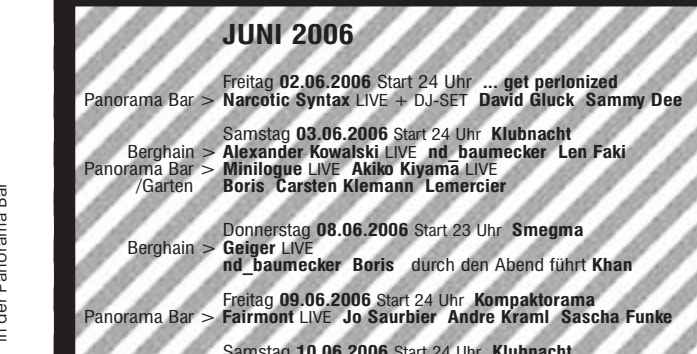 JUNI 2006
Freitag 02.06.2006 Start 24 Uhr ... get perlonized
Panorama Bar > Narcotic Syntax LIVE + DJ-SET David Gluck Sammy Dee
Samstag 03.06.2006 Start 24 Uhr Klubnacht
Berghain > Alexander Kowalski LIVE nd_baumecker Len Faki
Panorama Bar > Minilogue LIVE Akiko Kiyama LIVE
/Garten Boris Carsten Klemann Lemercier
Donnerstag 08.06.2006 Start 23 Uhr Smegma
Berghain > Geiger LIVE
nd_baumecker Boris durch den Abend führt Khan
Freitag 09.06.2006 Start 24 Uhr Kompaktorama
Panorama Bar > Fairmont LIVE Jo Saurbier Andre Kraml Sascha Funke
Samstag 10.06.2006 Start 24 Uhr Klubnacht
in der Panorama Bar